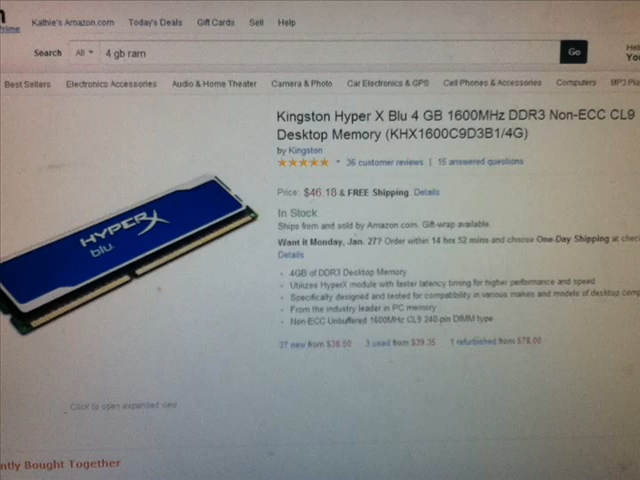 Prime
Kathie's Amazon.com Today's Deals Gift Cards Sell Help
Search All 4 gb ram Go
Best Sellers Electronics Accessories Audio & Home Theater Camera & Photo Car Electronics & GPS Cell Phones & Accessories Computers MP3
Kingston Hyper X Blu 4 GB 1600MHz DDR3 Non-ECC CL9
Desktop Memory (KHX1600C9D3B1/4G)
by Kingston
36 customer reviews | 15 answered questions
Price: $46.18 & FREE Shipping. Details
In Stock.
Ships from and sold by Amazon.com. Gift-wrap available.
Want it Monday, Jan. 27? Order within 14 hrs 52 mins and choose One-Day Shipping at
Details
4GB of DDR3 Desktop Memory
Utilizes HyperX module with faster latency timing for higher performance and speed
Specifically designed and tested for compatibility in various makes and models of desktop
From the industry leader in PC memory
Non-ECC Unbuffered 1600MHz CL9 240-pin DIMM type
37 new from $38.50 3 used from $39.35 1 refurbished from $78.00
HYPERX
blu.
Click to open expanded view
ntly Bought Together